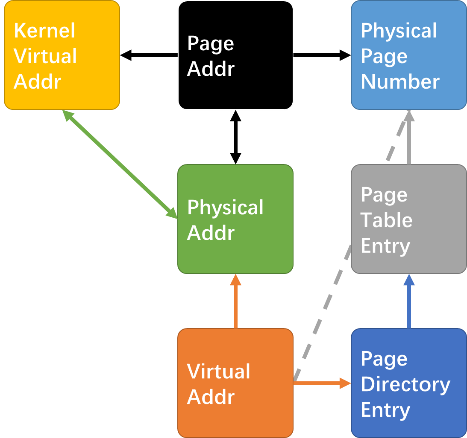 Kernel
Virtual
Addr
Page
Addr
Physical
Page
Number
Physical
Addr
Page
Table
Entry
Virtual
Addr
Page
Directory
Entry